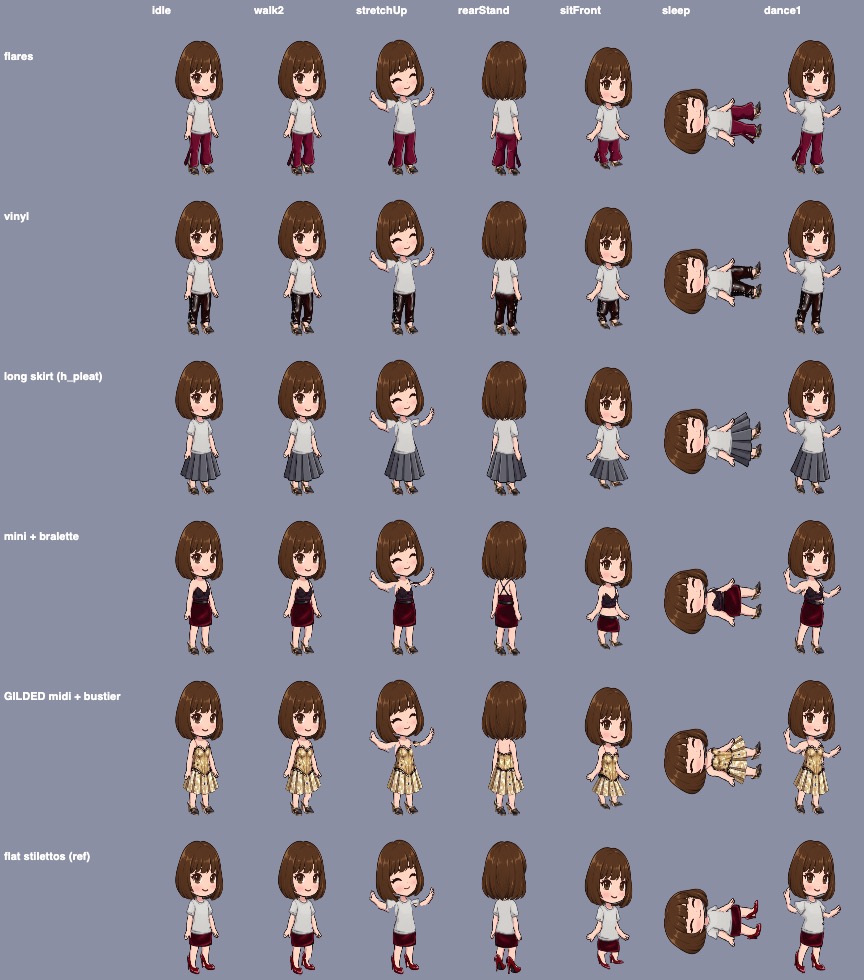 idle walk2 stretchUp rearStand sitFront sleep dance1
flares
vinyl
long skirt (h_pleat)
mini + bralette
GILDED midi + bustier
flat stilettos (ref)